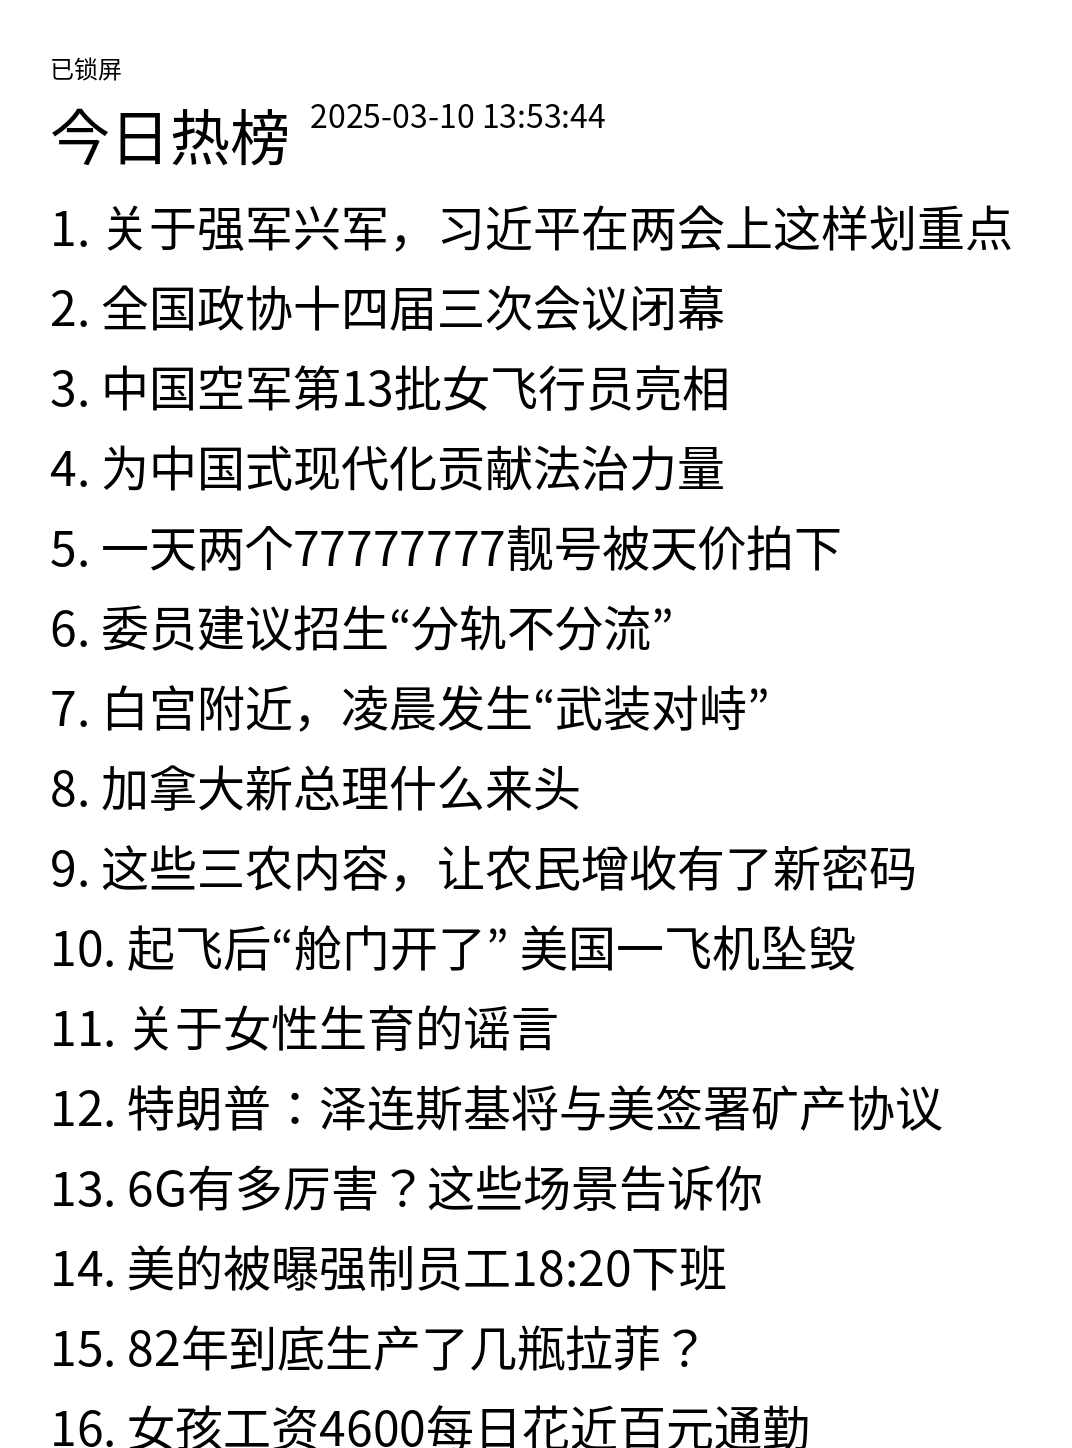 已锁屏
今日热榜 2025-03-10 13:53:44
1. 关于强军兴军，习近平在两会上这样划重点
2. 全国政协十四届三次会议闭幕
3. 中国空军第13批女飞行员亮相
4. 为中国式现代化贡献法治力量
5. 一天两个77777777靓号被天价拍下
6. 委员建议招生“分轨不分流”
7. 白宫附近，凌晨发生“武装对峙”
8. 加拿大新总理什么来头
9. 这些三农内容，让农民增收有了新密码
10. 起飞后“舱门开了” 美国一飞机坠毁
11. 关于女性生育的谣言
12. 特朗普：泽连斯基将与美签署矿产协议
13. 6G有多厉害？这些场景告诉你
14. 美的被曝强制员工18:20下班
15. 82年到底生产了几瓶拉菲？
16. 女孩工资4600每日花近百元通勤